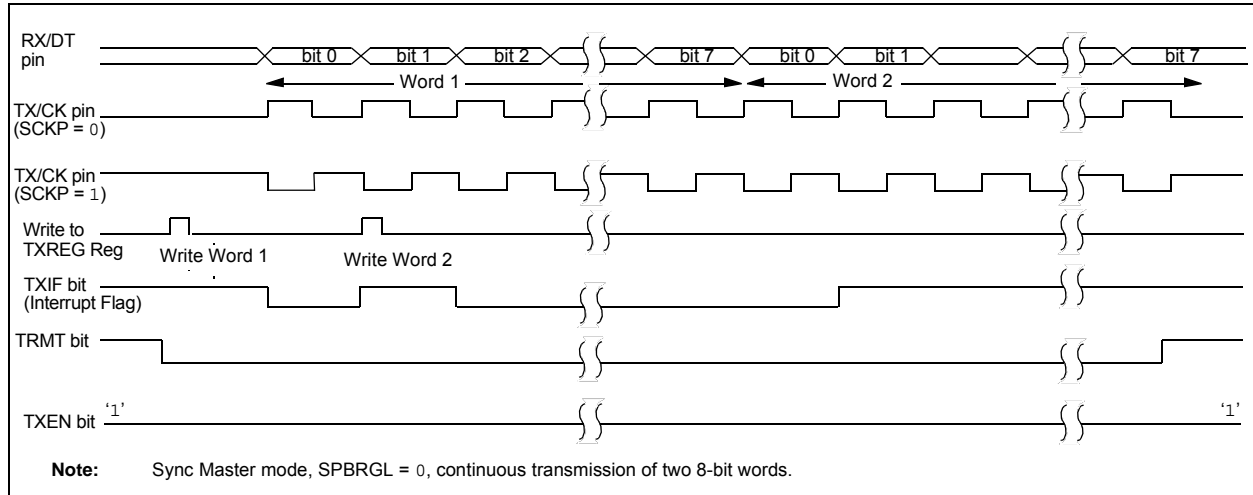 RX/DT
pin
bit 0 bit 1 bit 2 bit 7 bit 0 bit 1 bit 7
Word 1 Word 2
TX/CK pin
(SCKP = 0)
TX/CK pin
(SCKP = 1)
Write to
TXREG Reg
Write Word 1 Write Word 2
TXIF bit
(Interrupt Flag)
TRMT bit
TXEN bit ‘1’ ‘1’
Note: Sync Master mode, SPBRGL = 0, continuous transmission of two 8-bit words.